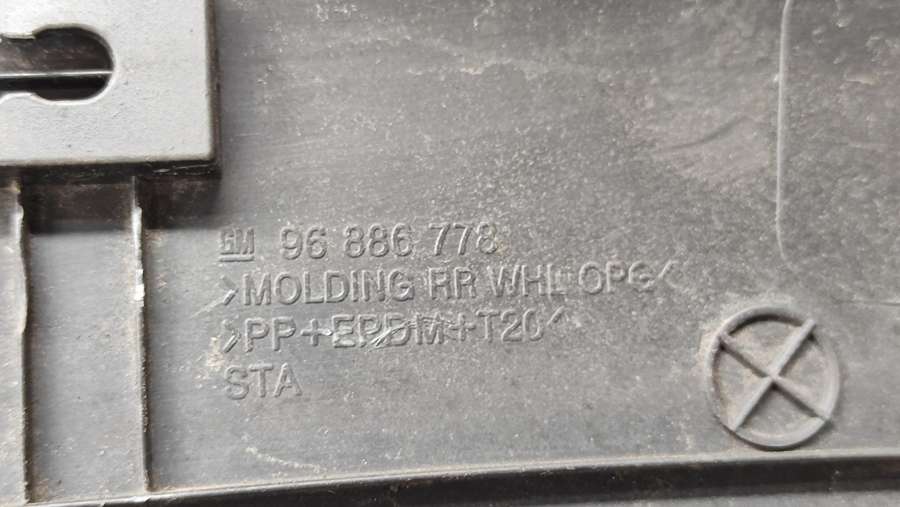 GM 96 886 778
>MOLDING RR WHL OPG<
>PP+EPDM+T20<
STA